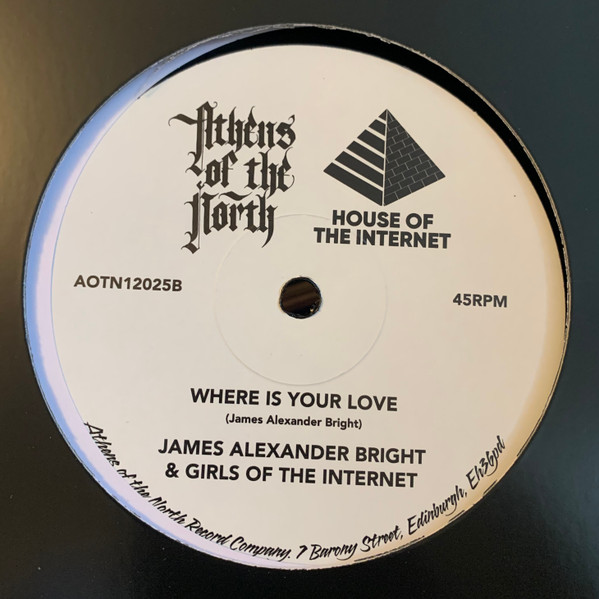 Athens
of the
North
HOUSE OF
THE INTERNET
AOTN12025B
45RPM
WHERE IS YOUR LOVE
(James Alexander Bright)
JAMES ALEXANDER BRIGHT
& GIRLS OF THE INTERNET
Athens of the North Record Company. 7 Barony Street, Edinburgh, Eh36pd